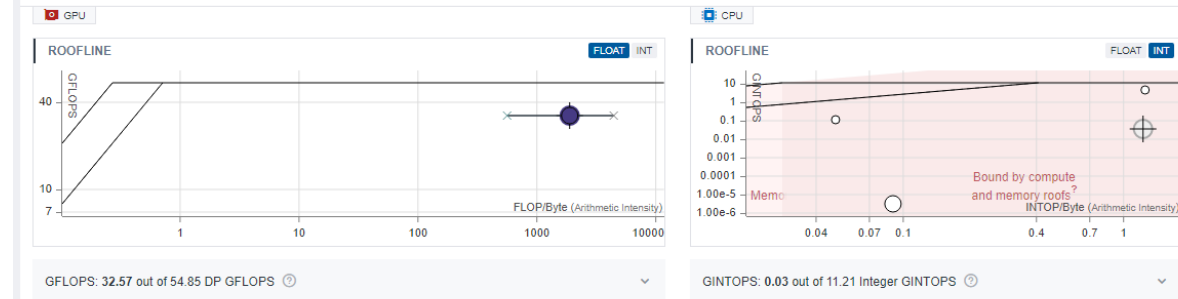 GPU
ROOFLINE
FLOAT INT
GFLOPS
40
10
7
FLOP/Byte (Arithmetic Intensity)
1 10 100 1000 10000
GFLOPS: 32.57 out of 54.85 DP GFLOPS ?
CPU
ROOFLINE
FLOAT INT
GINTOPS
10
1
0.1
0.01
0.001
0.0001
1.00e-5
1.00e-6
Memo
Bound by compute
and memory roofs?
INTOP/Byte (Arithmetic Intensity)
0.04 0.07 0.1 0.4 0.7 1
GINTOPS: 0.03 out of 11.21 Integer GINTOPS ?